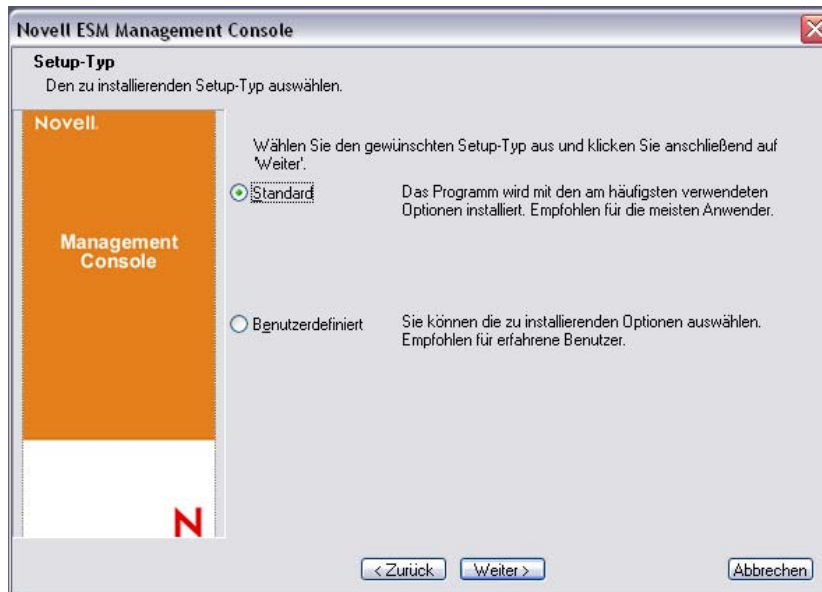 Novell ESM Management Console
Setup-Typ
Den zu installierenden Setup-Typ auswählen.
Novell.
Management
Console
Wählen Sie den gewünschten Setup-Typ aus und klicken Sie anschließend auf
'Weiter'.
Standard
Das Programm wird mit den am häufigsten verwendeten
Optionen installiert. Empfohlen für die meisten Anwender.
Benutzerdefiniert
Sie können die zu installierenden Optionen auswählen.
Empfohlen für erfahrene Benutzer.
N
< Zurück
Weiter >
Abbrechen